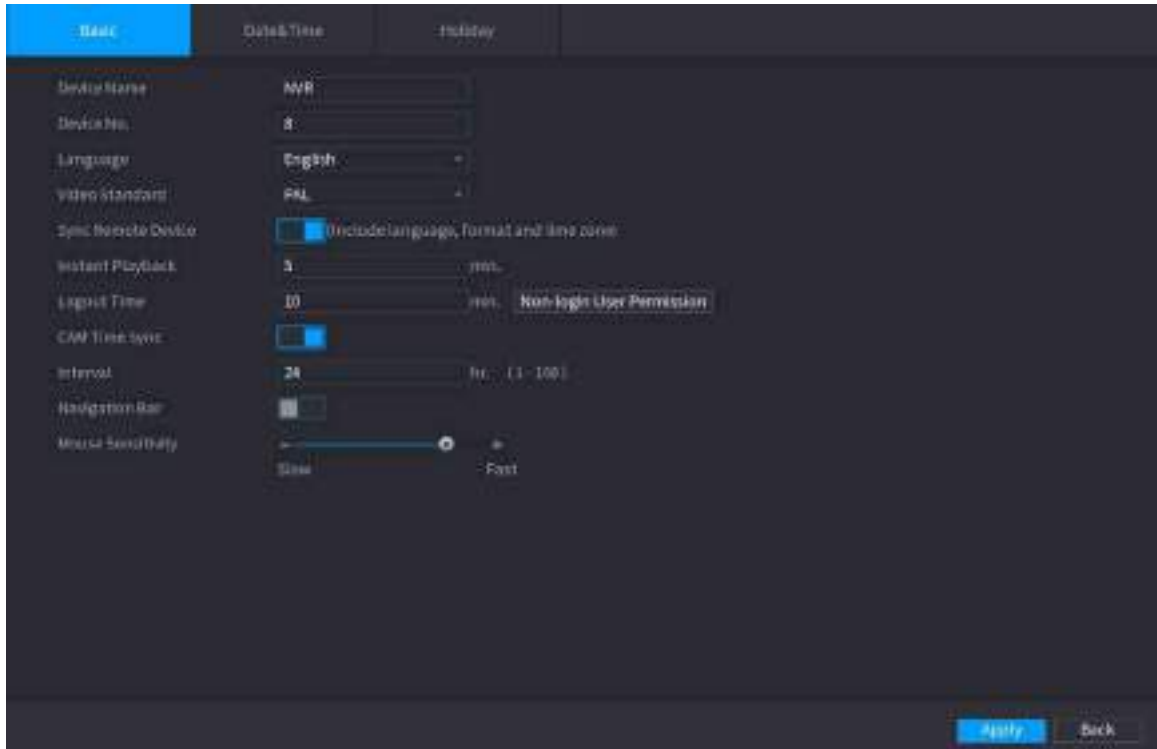 Basic Date&Time Holiday
Device Name NVR
Device No. 8
Language English
Video Standard PAL
Sync Remote Device (Include language, format and time zone
Instant Playback 5 min.
Logout Time 10 min. Non-login User Permission
CAM Time Sync
Interval 24 hr. (1-168)
Navigation Bar
Mouse Sensitivity
Slow Fast
Apply Back